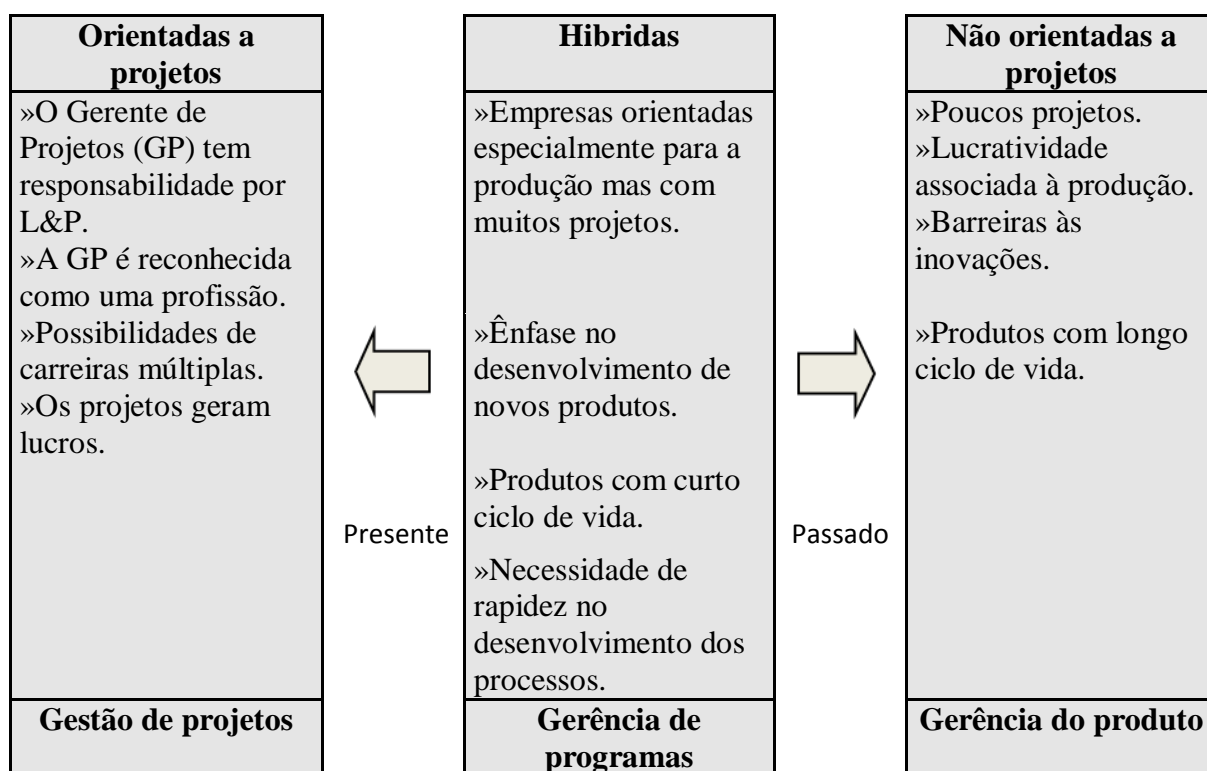 Orientadas a
projetos
»O Gerente de
Projetos (GP) tem
responsabilidade por
L&P.
»A GP é reconhecida
como uma profissão.
»Possibilidades de
carreiras múltiplas.
»Os projetos geram
lucros.
Gestão de projetos
Presente
Hibridas
»Empresas orientadas
especialmente para a
produção mas com
muitos projetos.
»Ênfase no
desenvolvimento de
novos produtos.
»Produtos com curto
ciclo de vida.
»Necessidade de
rapidez no
desenvolvimento dos
processos.
Gerência de
programas
Passado
Não orientadas a
projetos
»Poucos projetos.
»Lucratividade
associada à produção.
»Barreiras às
inovações.
»Produtos com longo
ciclo de vida.
Gerência do produto